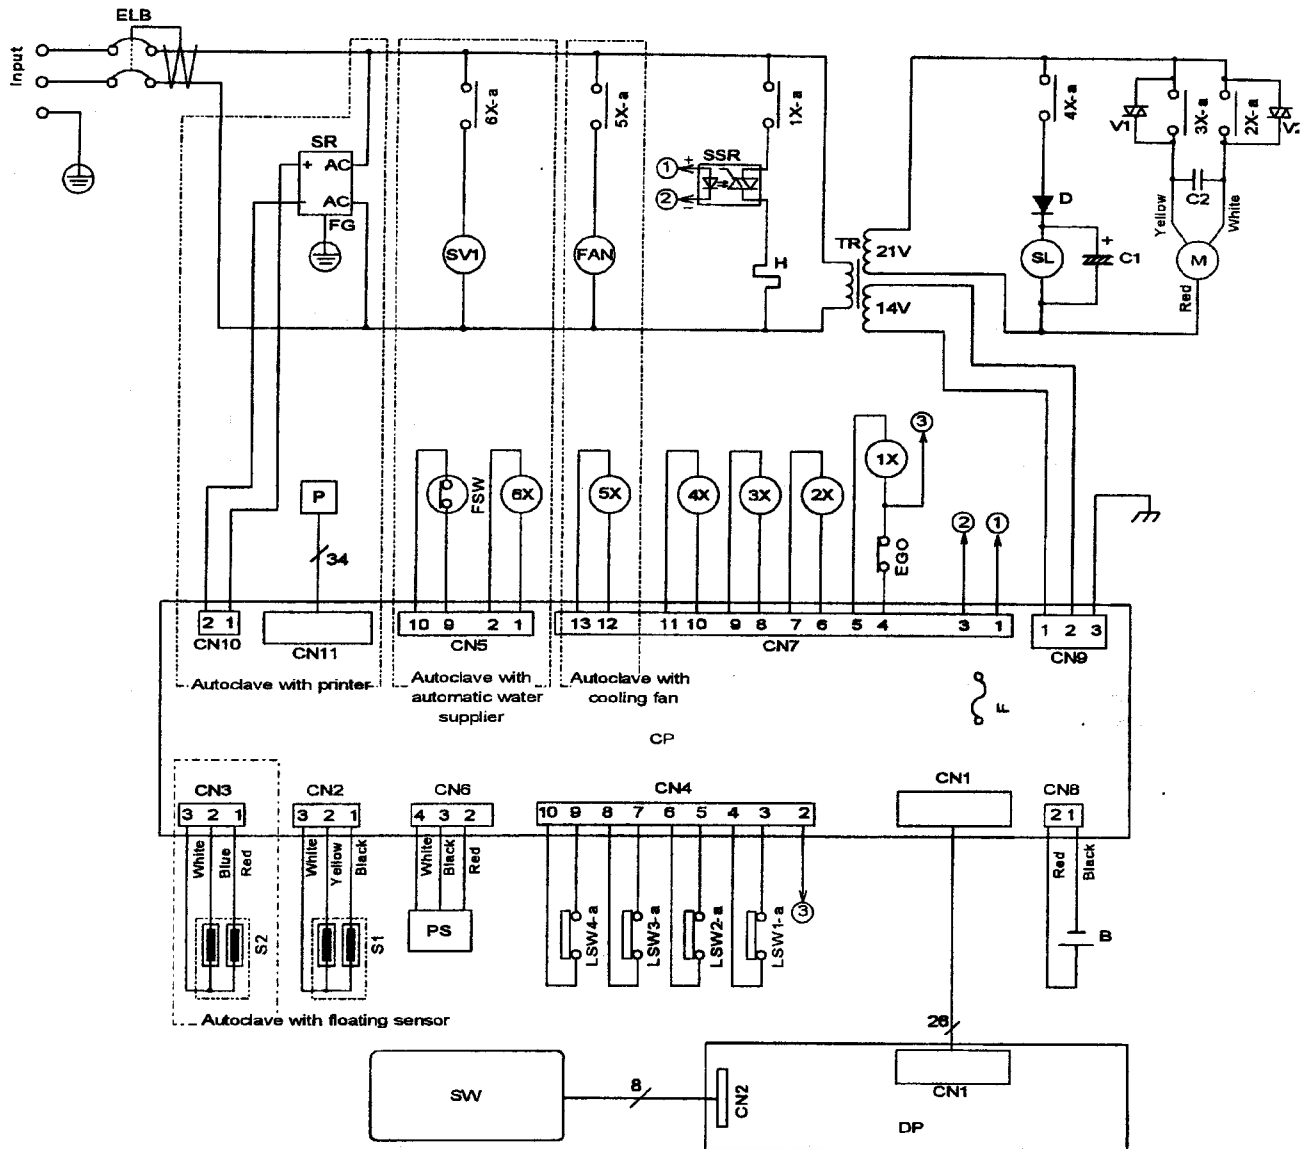 ELB
Input
SR
+ AC
- AC
FG
6X-a
SV1
5X-a
FAN
1X-a
SSR
1 +
2 -
H
TR
21V
14V
4X-a
D
SL
+
C1
V1
3X-a
2X-a
C2
Yellow
White
M
Red
P
34
FSW
6X
5X
4X
3X
2X
1X
3
EGO
2
1
2 1
CN10
CN11
10 9 2 1
CN5
13 12 11 10 9 8 7 6 5 4 3 1
CN7
1 2 3
CN9
Autoclave with printer
Autoclave with
automatic water
supplier
Autoclave with
cooling fan
F
CP
CN3
3 2 1
White
Blue
Red
S2
CN2
3 2 1
White
Yellow
Black
S1
CN6
4 3 2
White
Black
Red
PS
CN4
10 9 8 7 6 5 4 3 2
LSW4-a
LSW3-a
LSW2-a
LSW1-a
3
CN1
CN8
2 1
Red
Black
B
Autoclave with floating sensor
26
SW
8
CN2
CN1
DP